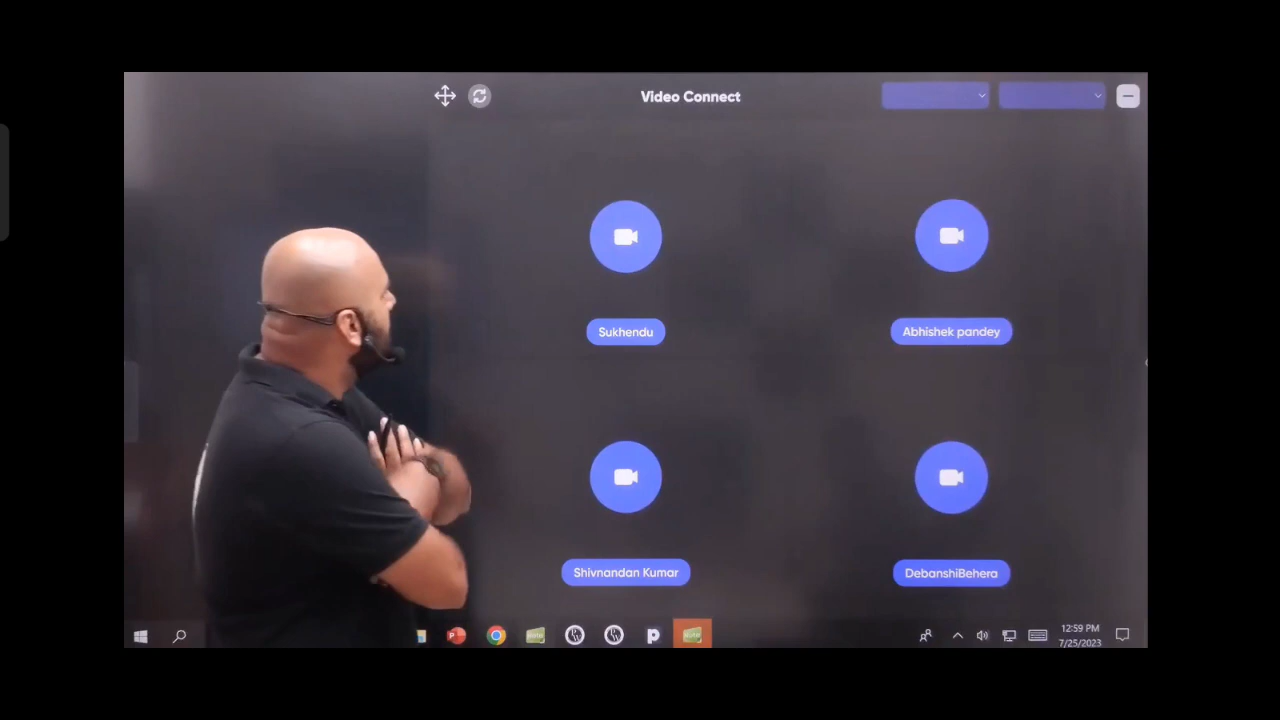 Video Connect
Sukhendu
Abhishek pandey
Shivnandan Kumar
DebanshiBehera
12:59 PM
7/25/2023